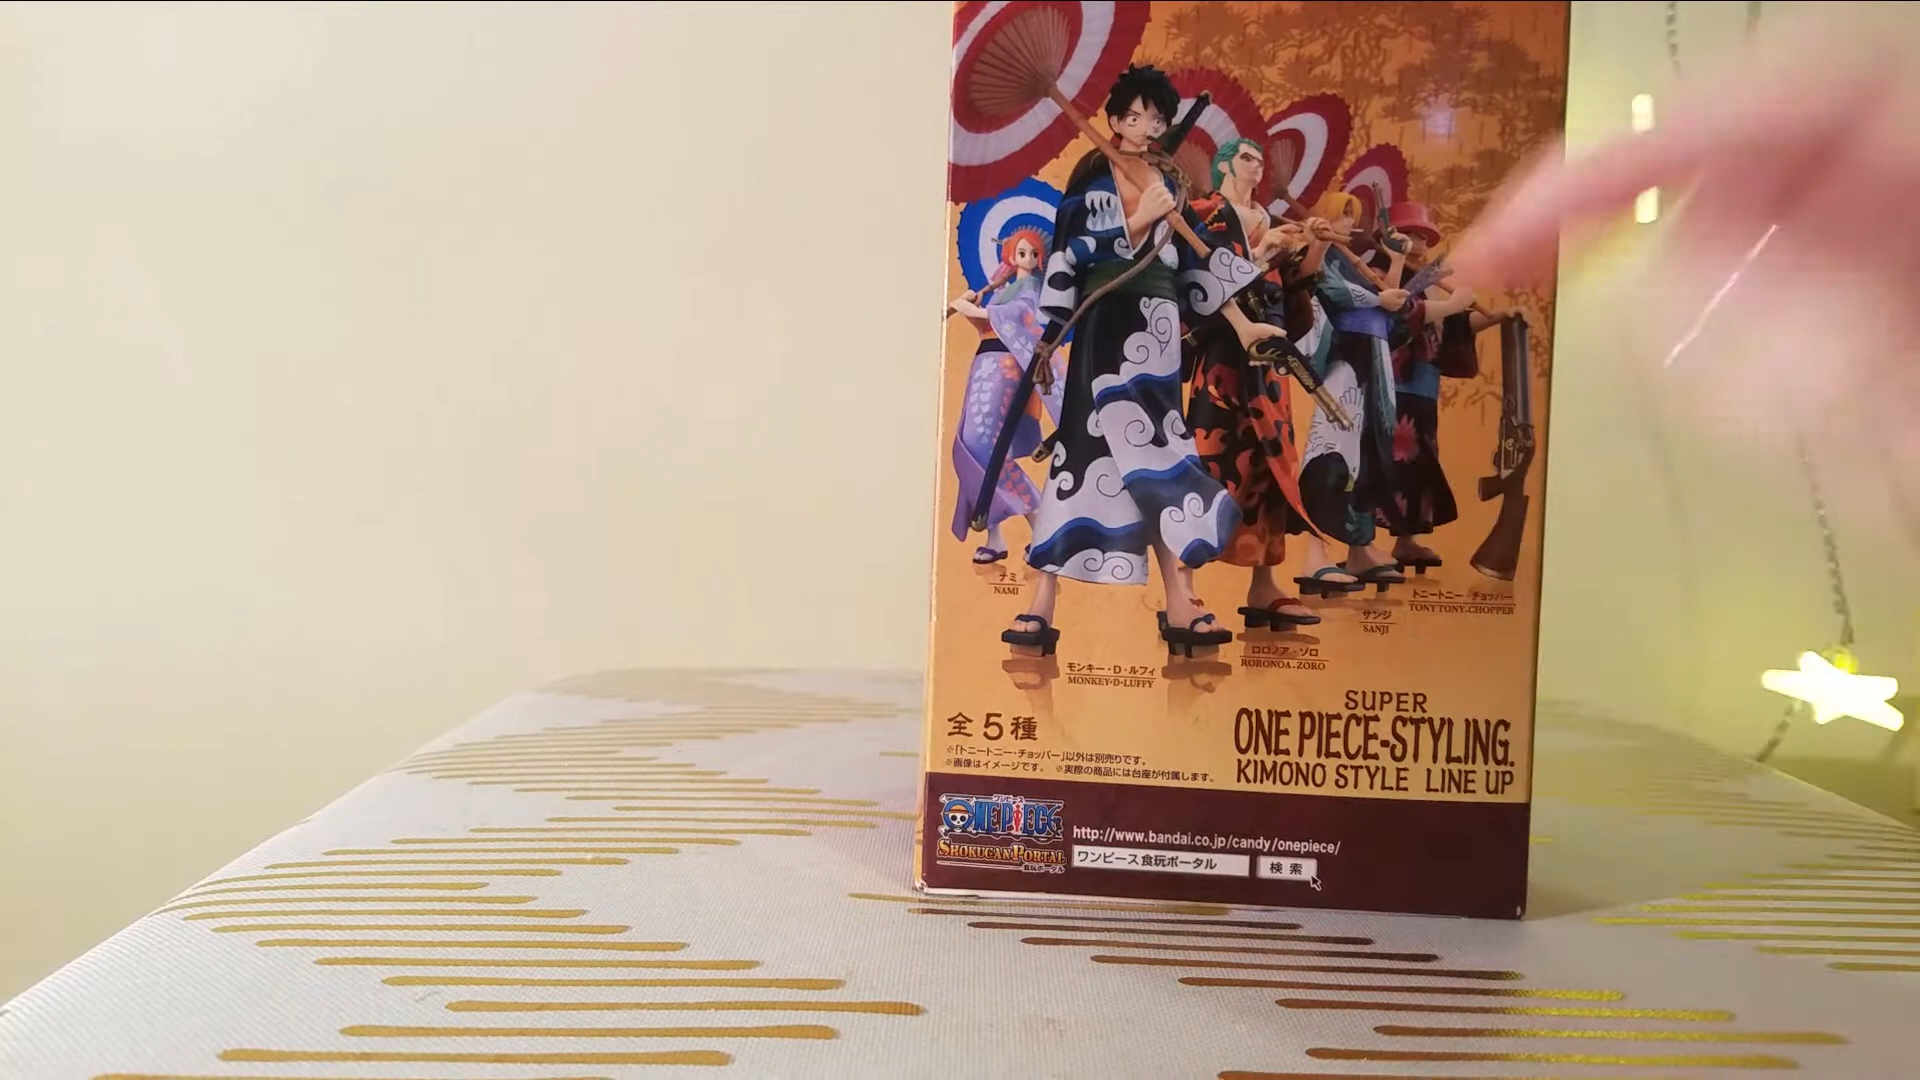 ナミ
NAMI
モンキー・D・ルフィ
MONKEY・D・LUFFY
ロロノア・ゾロ
RORONOA.ZORO
サンジ
SANJI
トニートニー・チョッパー
TONYTONY.CHOPPER
全5種
※「トニートニー・チョッパー」以外は別売りです。
※画像はイメージです。 ※実際の商品には台座が付属します。
SUPER
ONE PIECE-STYLING.
KIMONO STYLE LINE UP
ワンピース
ONE PIECE
SHOKUGAN PORTAL
食玩ポータル
http://www.bandai.co.jp/candy/onepiece/
ワンピース食玩ポータル 検索